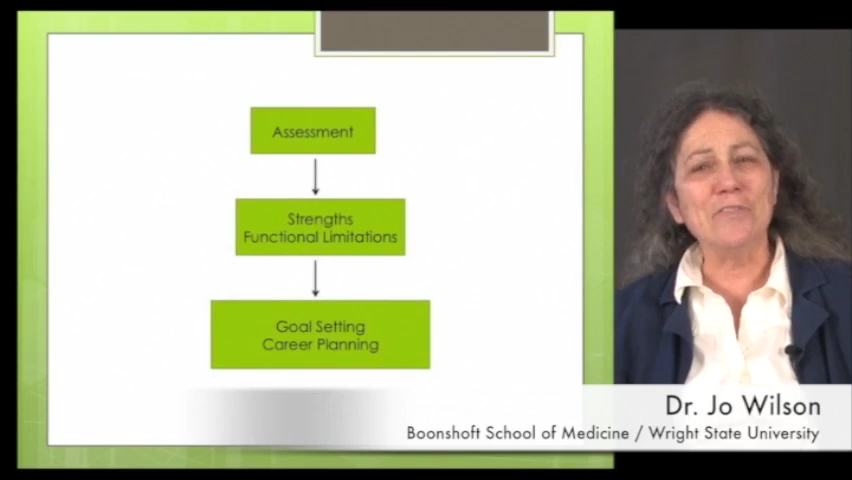 Assessment
Strengths
Functional Limitations
Goal Setting
Career Planning
Dr. Jo Wilson
Boonshoft School of Medicine / Wright State University